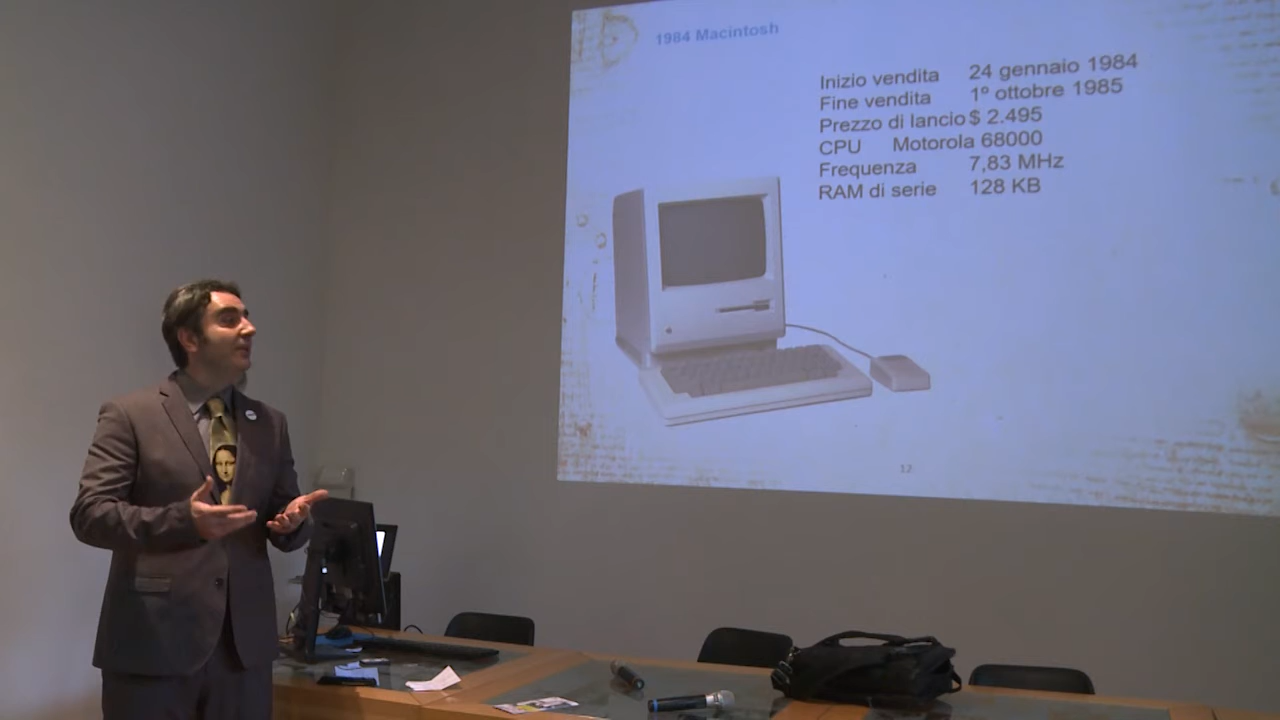 1984 Macintosh
Inizio vendita 24 gennaio 1984
Fine vendita 1º ottobre 1985
Prezzo di lancio $ 2.495
CPU Motorola 68000
Frequenza 7,83 MHz
RAM di serie 128 KB
12